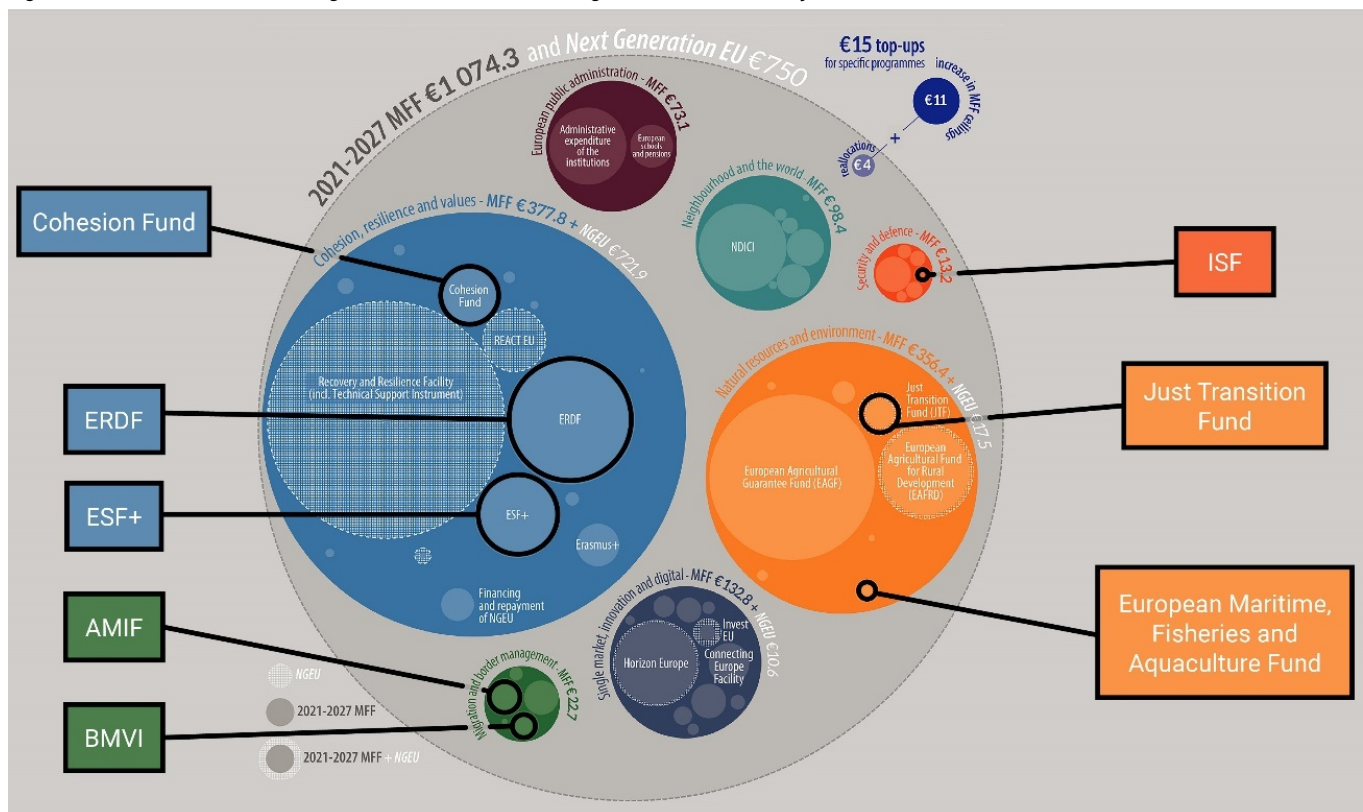 2021-2027 MFF €1 074.3 and Next Generation EU €750
€15 top-ups
for specific programmes
increase in MFF ceilings
€11
+
reallocations
€4
European public administration - MFF €73.1
Administrative
expenditure
of the
institutions
European
schools
and pensions
Neighbourhood and the world - MFF €98.4
NDICI
Security and defence - MFF €13.2
ISF
Cohesion Fund
Cohesion, resilience and values - MFF €377.8 + NGEU €721.9
Cohesion
Fund
REACT EU
Recovery and Resilience Facility
(incl. Technical Support Instrument)
ERDF
ERDF
ESF+
ESF+
Erasmus+
Financing
and repayment
of NGEU
Natural resources and environment - MFF €356.4 + NGEU €17.5
Just
Transition
Fund (JTF)
European Agricultural
Guarantee Fund (EAGF)
European
Agricultural Fund
for Rural
Development
(EAFRD)
Just Transition
Fund
European Maritime,
Fisheries and
Aquaculture Fund
Single market, innovation and digital - MFF €132.8 + NGEU €10.6
Horizon Europe
Invest
EU
Connecting
Europe
Facility
AMIF
BMVI
Migration and border management - MFF €22.7
NGEU
2021-2027 MFF
2021-2027 MFF + NGEU